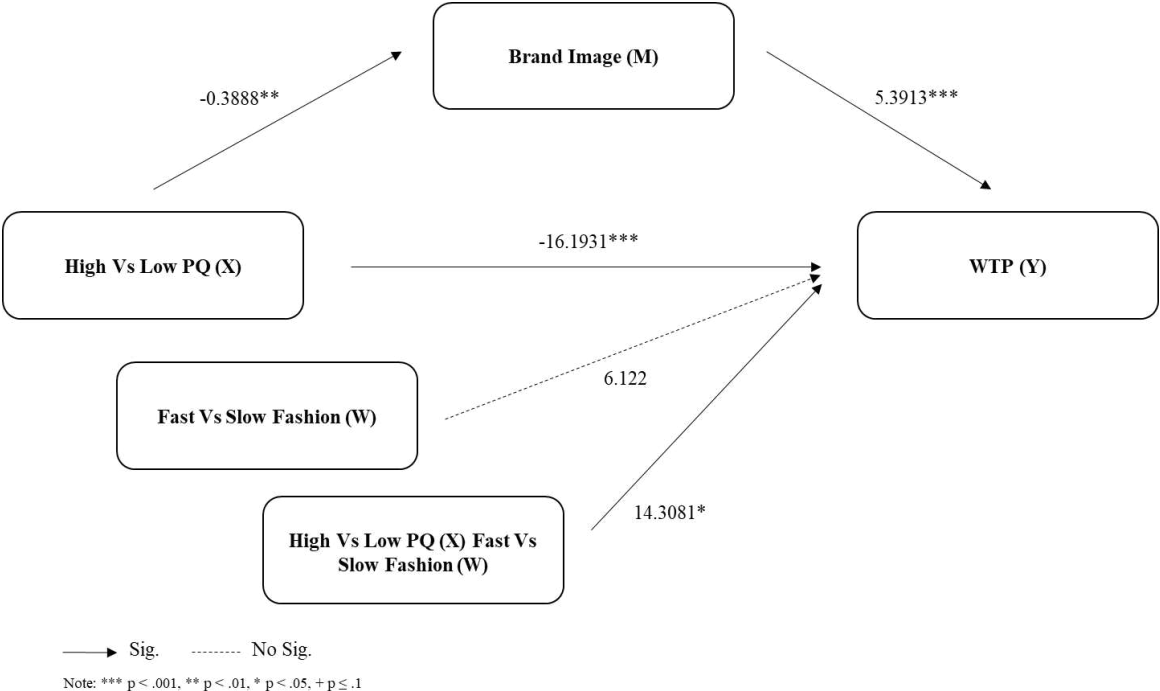 Brand Image (M)
-0.3888**
5.3913***
High Vs Low PQ (X)
-16.1931***
WTP (Y)
Fast Vs Slow Fashion (W)
6.122
High Vs Low PQ (X) Fast Vs
Slow Fashion (W)
14.3081*
Sig.
No Sig.
Note: *** p < .001, ** p < .01, * p < .05, + p ≤ .1